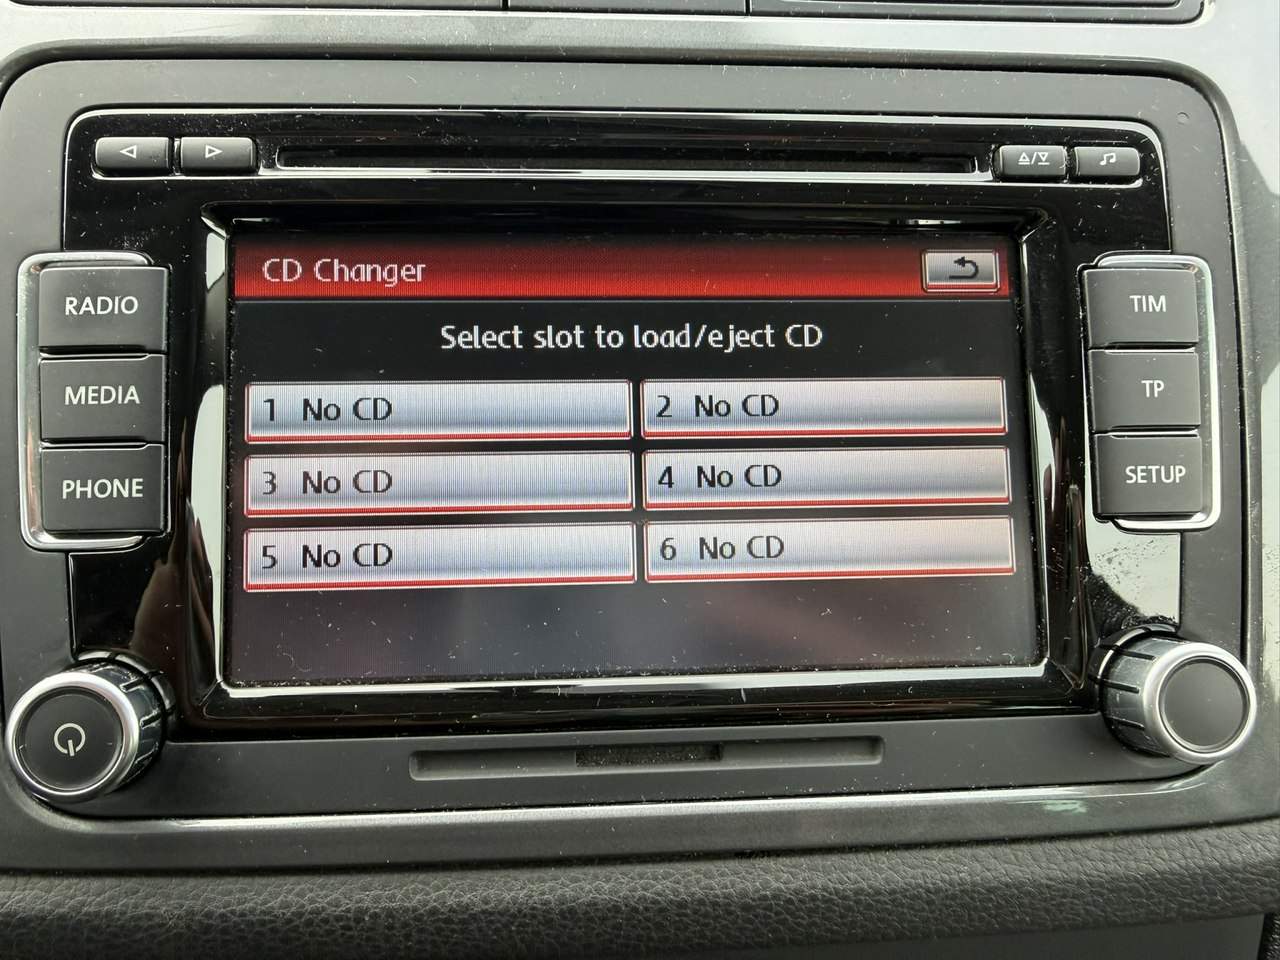 CD Changer
Select slot to load/eject CD
1 No CD
2 No CD
3 No CD
4 No CD
5 No CD
6 No CD
RADIO
MEDIA
PHONE
TIM
TP
SETUP